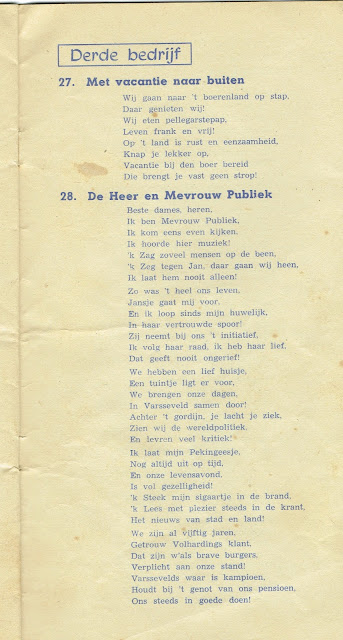 Derde bedrijf
27. Met vacantie naar buiten
Wij gaan naar 't boerenland op stap,
Daar genieten wij!
Wij eten pellegarstepap,
Leven frank en vrij!
Op 't land is rust en eenzaamheid,
Knap je lekker op,
Vacantie bij den boer bereid
Die brengt je vast geen strop!
28. De Heer en Mevrouw Publiek
Beste dames, heren,
Ik ben Mevrouw Publiek,
Ik kom eens even kijken,
Ik hoorde hier muziek!
'k Zag zoveel mensen op de been,
'k Zeg tegen Jan, daar gaan wij heen,
Ik laat hem nooit alleen!
Zo was 't heel ons leven,
Jansje gaat mij voor,
En ik loop sinds mijn huwelijk,
In haar vertrouwde spoor!
Zij neemt bij ons 't initiatief,
Ik volg haar raad, ik heb haar lief,
Dat geeft nooit ongerief!
We hebben een lief huisje,
Een tuintje ligt er voor,
We brengen onze dagen,
In Varsseveld samen door!
Achter 't gordijn, je lacht je ziek,
Zien wij de wereldpolitiek.
En levren veel kritiek!
Ik laat mijn Pekingeesje,
Nog altijd uit op tijd,
En onze levensavond.
Is vol gezelligheid!
'k Steek mijn sigaartje in de brand,
'k Lees met plezier steeds in de krant,
Het nieuws van stad en land!
We zijn al vijftig jaren,
Getrouw Volhardings klant,
Dat zijn w'als brave burgers,
Verplicht aan onze stand!
Varssevelds waar is kampioen,
Houdt bij 't genot van ons pensioen,
Ons steeds in goede doen!